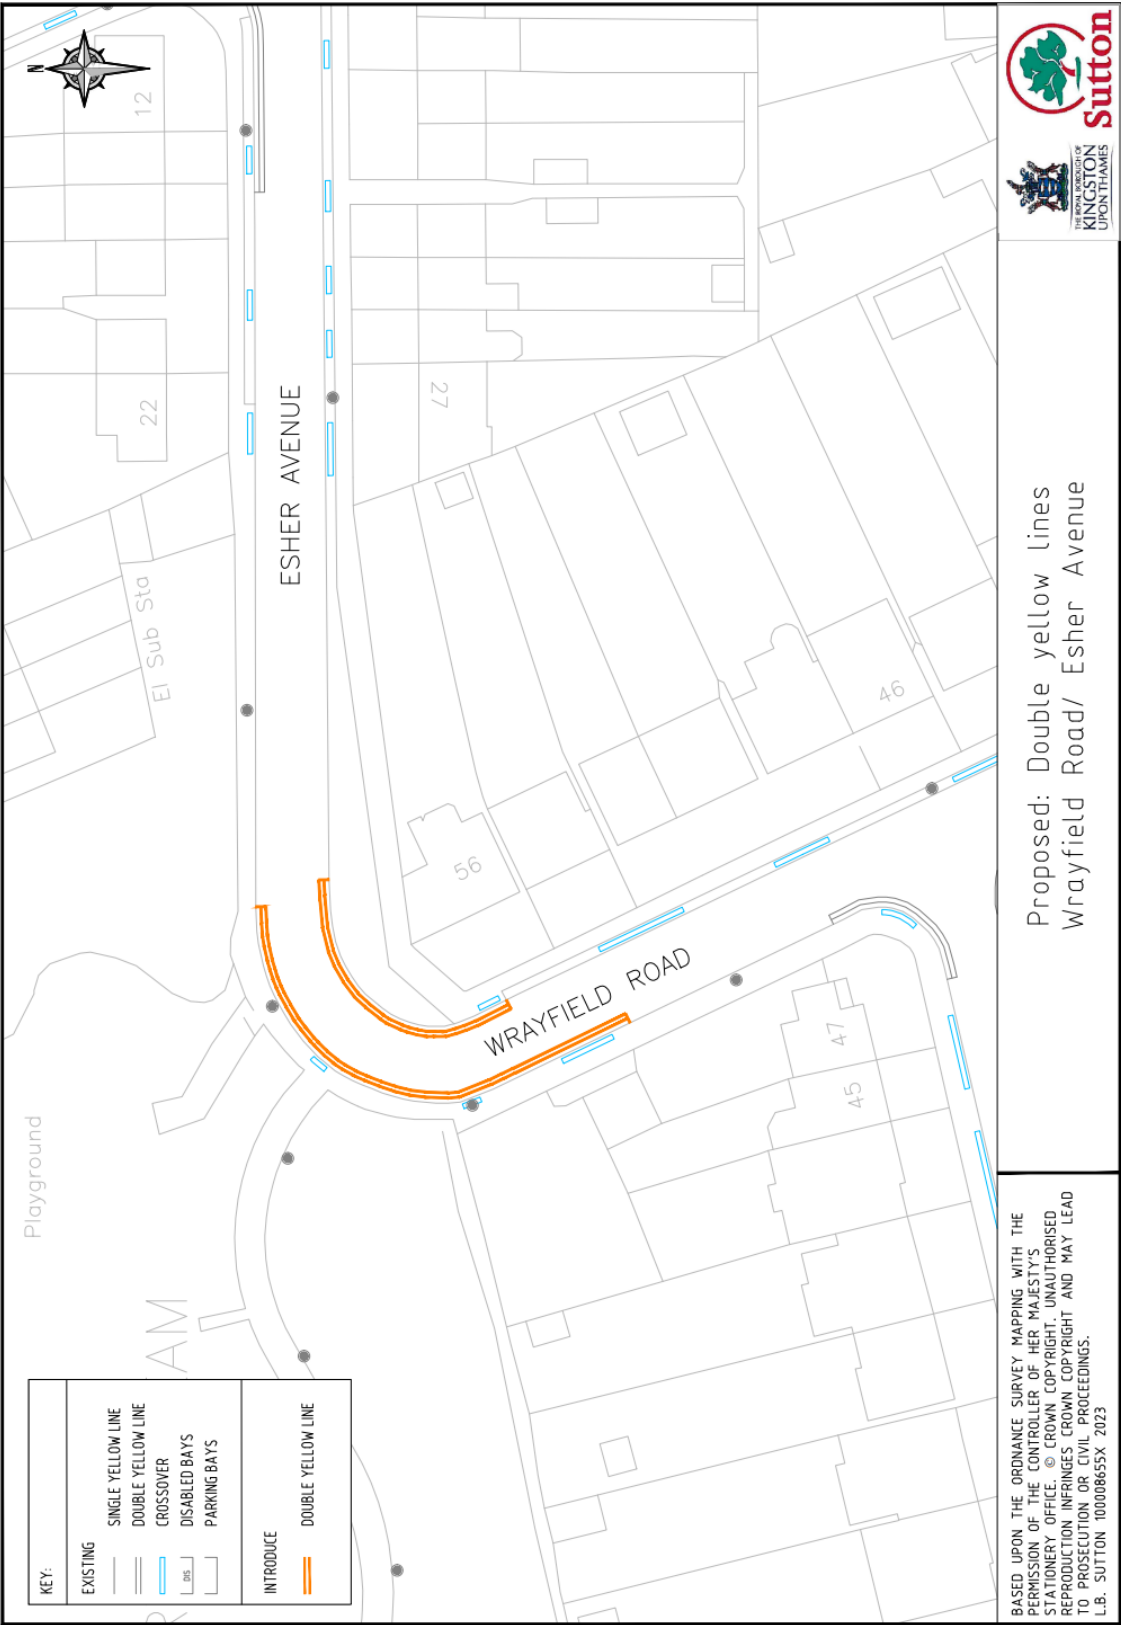 KEY:
EXISTING
SINGLE YELLOW LINE
DOUBLE YELLOW LINE
CROSSOVER
DIS
DISABLED BAYS
PARKING BAYS
INTRODUCE
DOUBLE YELLOW LINE
N
12
22
27
El Sub Sta
Playground
AM
ESHER AVENUE
WRAYFIELD ROAD
56
46
47
45
BASED UPON THE ORDNANCE SURVEY MAPPING WITH THE
PERMISSION OF THE CONTROLLER OF HER MAJESTY'S
STATIONERY OFFICE. © CROWN COPYRIGHT. UNAUTHORISED
REPRODUCTION INFRINGES CROWN COPYRIGHT AND MAY LEAD
TO PROSECUTION OR CIVIL PROCEEDINGS.
L.B. SUTTON 100008655X 2023
Proposed: Double yellow lines
Wrayfield Road/ Esher Avenue
THE ROYAL BOROUGH OF
KINGSTON
UPON THAMES
Sutton